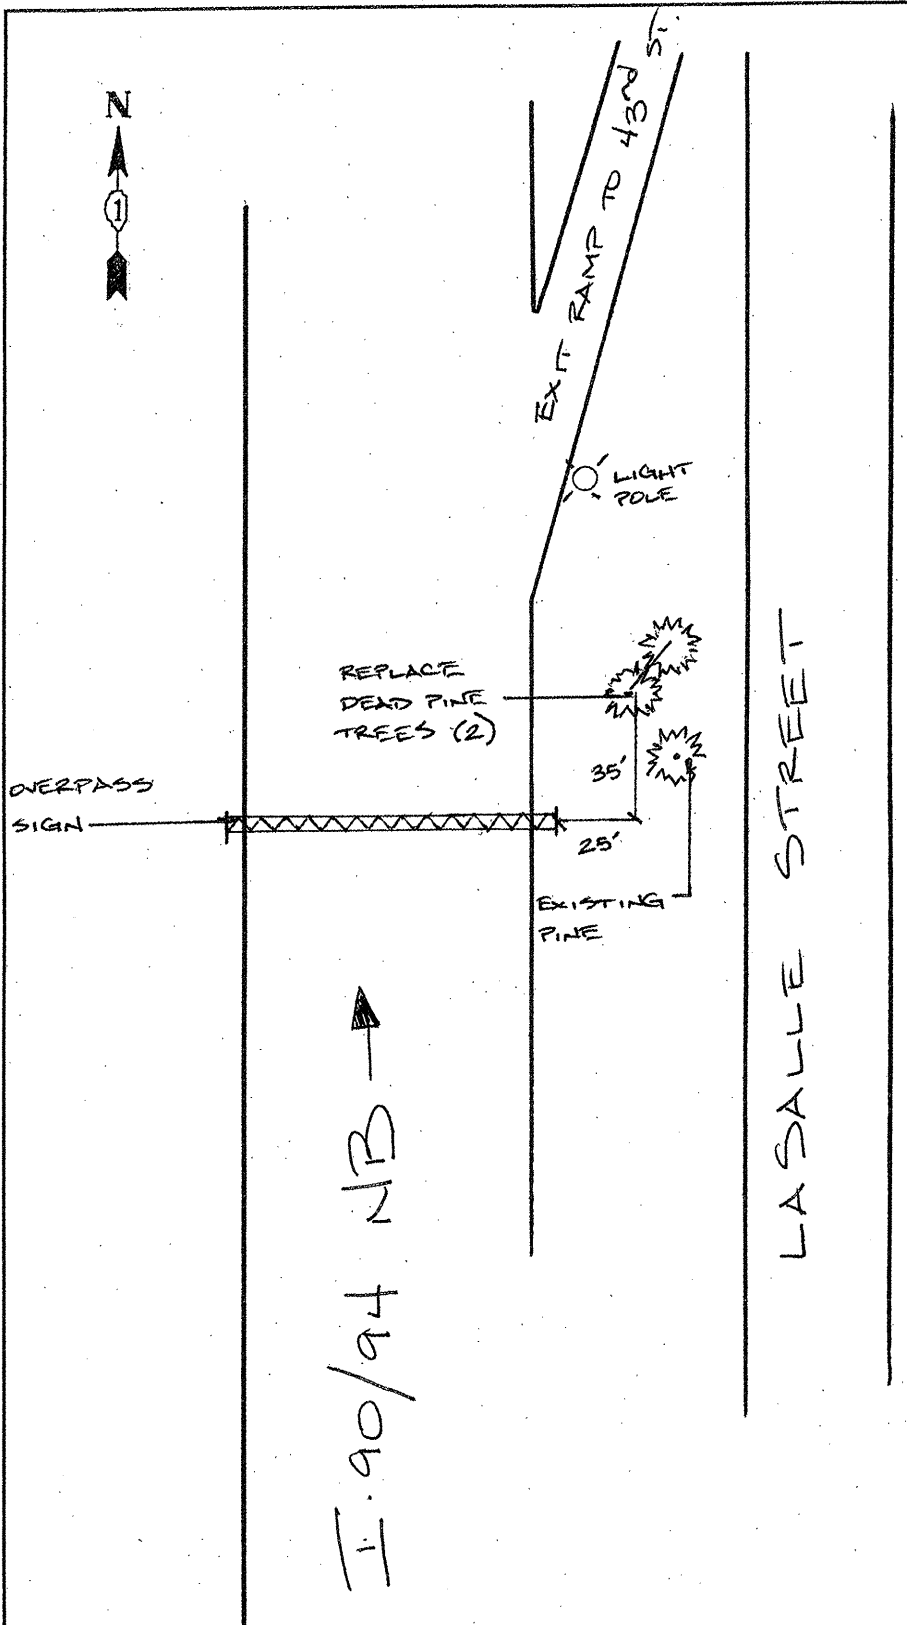 N
1
EXIT RAMP TO 43rd ST.
LIGHT
POLE
REPLACE
DEAD PINE
TREES (2)
35'
OVERPASS
SIGN
25'
EXISTING
PINE
LASALLE STREET
I.90/94 NB